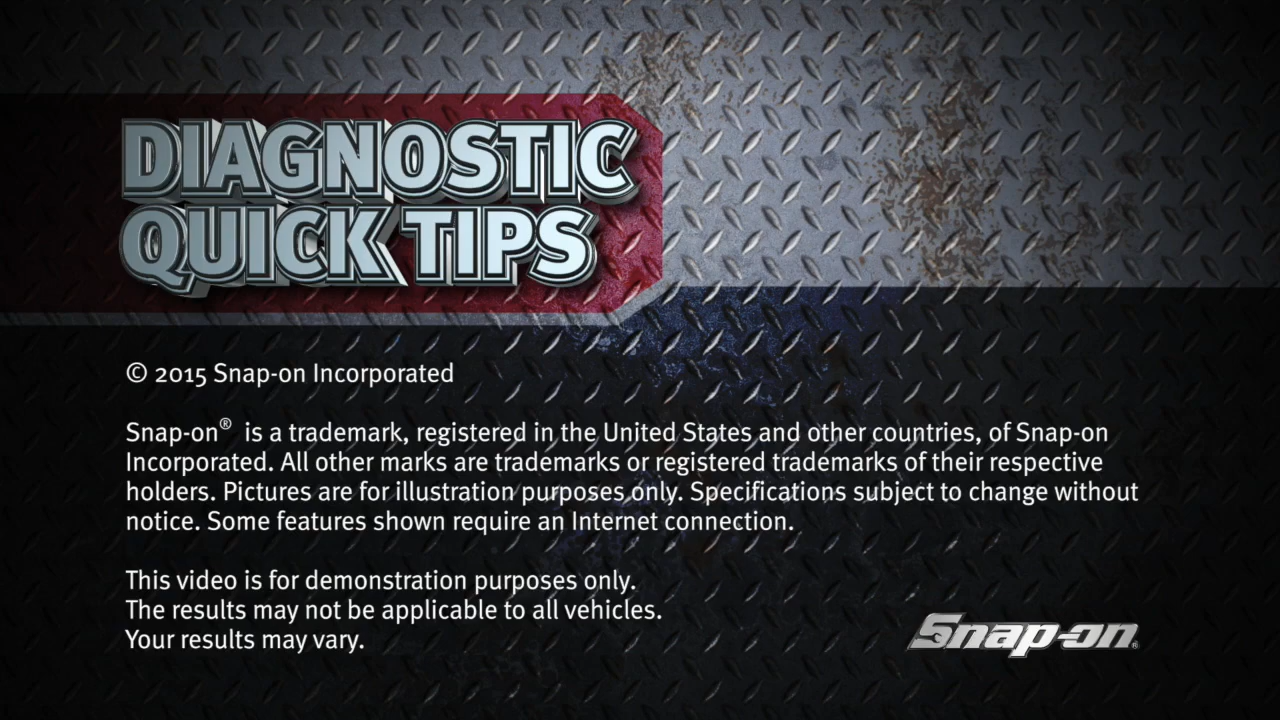 DIAGNOSTIC
QUICK TIPS
© 2015 Snap-on Incorporated
Snap-on® is a trademark, registered in the United States and other countries, of Snap-on
Incorporated. All other marks are trademarks or registered trademarks of their respective
holders. Pictures are for illustration purposes only. Specifications subject to change without
notice. Some features shown require an Internet connection.
This video is for demonstration purposes only.
The results may not be applicable to all vehicles.
Your results may vary.
Snap-on®